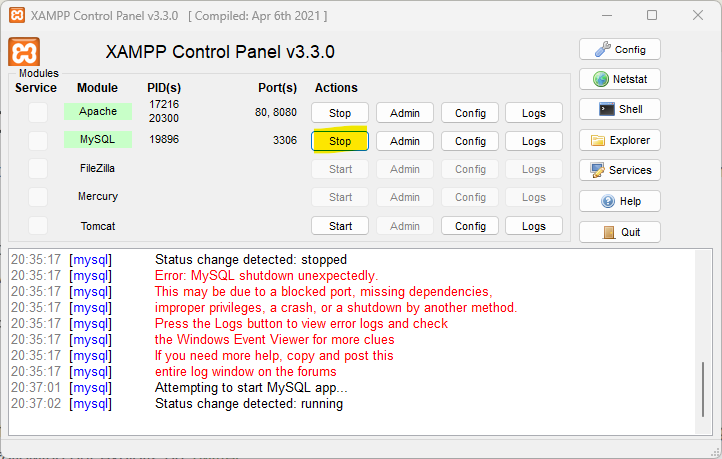 XAMPP Control Panel v3.3.0 [ Compiled: Apr 6th 2021 ]
XAMPP Control Panel v3.3.0
Config
Modules
Service Module PID(s) Port(s) Actions
Netstat
Apache 17216 20300 80, 8080 Stop Admin Config Logs
Shell
MySQL 19896 3306 Stop Admin Config Logs
Explorer
FileZilla Start Admin Config Logs
Services
Mercury Start Admin Config Logs
Help
Tomcat Start Admin Config Logs
Quit
20:35:17 [mysql] Status change detected: stopped
20:35:17 [mysql] Error: MySQL shutdown unexpectedly.
20:35:17 [mysql] This may be due to a blocked port, missing dependencies,
20:35:17 [mysql] improper privileges, a crash, or a shutdown by another method.
20:35:17 [mysql] Press the Logs button to view error logs and check
20:35:17 [mysql] the Windows Event Viewer for more clues
20:35:17 [mysql] If you need more help, copy and post this
20:35:17 [mysql] entire log window on the forums
20:37:01 [mysql] Attempting to start MySQL app...
20:37:02 [mysql] Status change detected: running